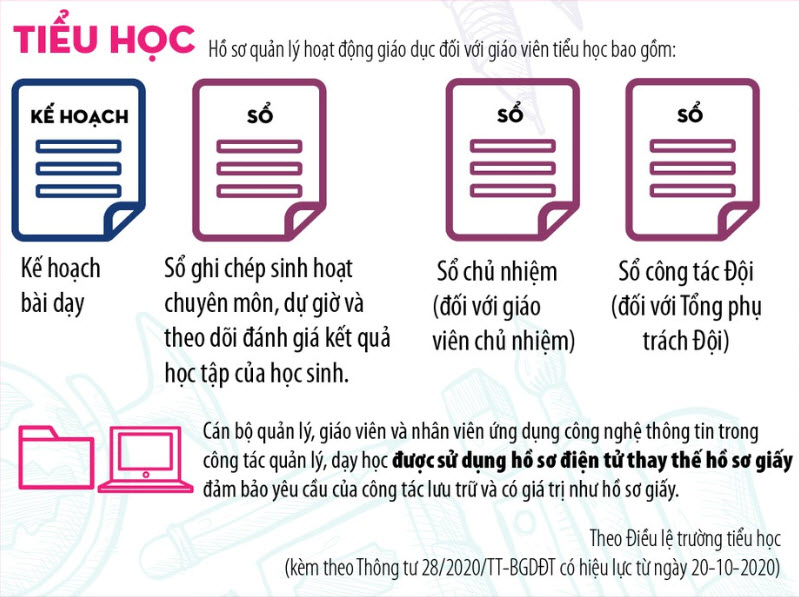 TIỂU HỌC
Hồ sơ quản lý hoạt động giáo dục đối với giáo viên tiểu học bao gồm:
KẾ HOẠCH
Kế hoạch
bài dạy
SỔ
Sổ ghi chép sinh hoạt
chuyên môn, dự giờ và
theo dõi đánh giá kết quả
học tập của học sinh.
SỔ
Sổ chủ nhiệm
(đối với giáo
viên chủ nhiệm)
SỔ
Sổ công tác Đội
(đối với Tổng phụ
trách Đội)
Cán bộ quản lý, giáo viên và nhân viên ứng dụng công nghệ thông tin trong
công tác quản lý, dạy học được sử dụng hồ sơ điện tử thay thế hồ sơ giấy
đảm bảo yêu cầu của công tác lưu trữ và có giá trị như hồ sơ giấy.
Theo Điều lệ trường tiểu học
(kèm theo Thông tư 28/2020/TT-BGDĐT có hiệu lực từ ngày 20-10-2020)